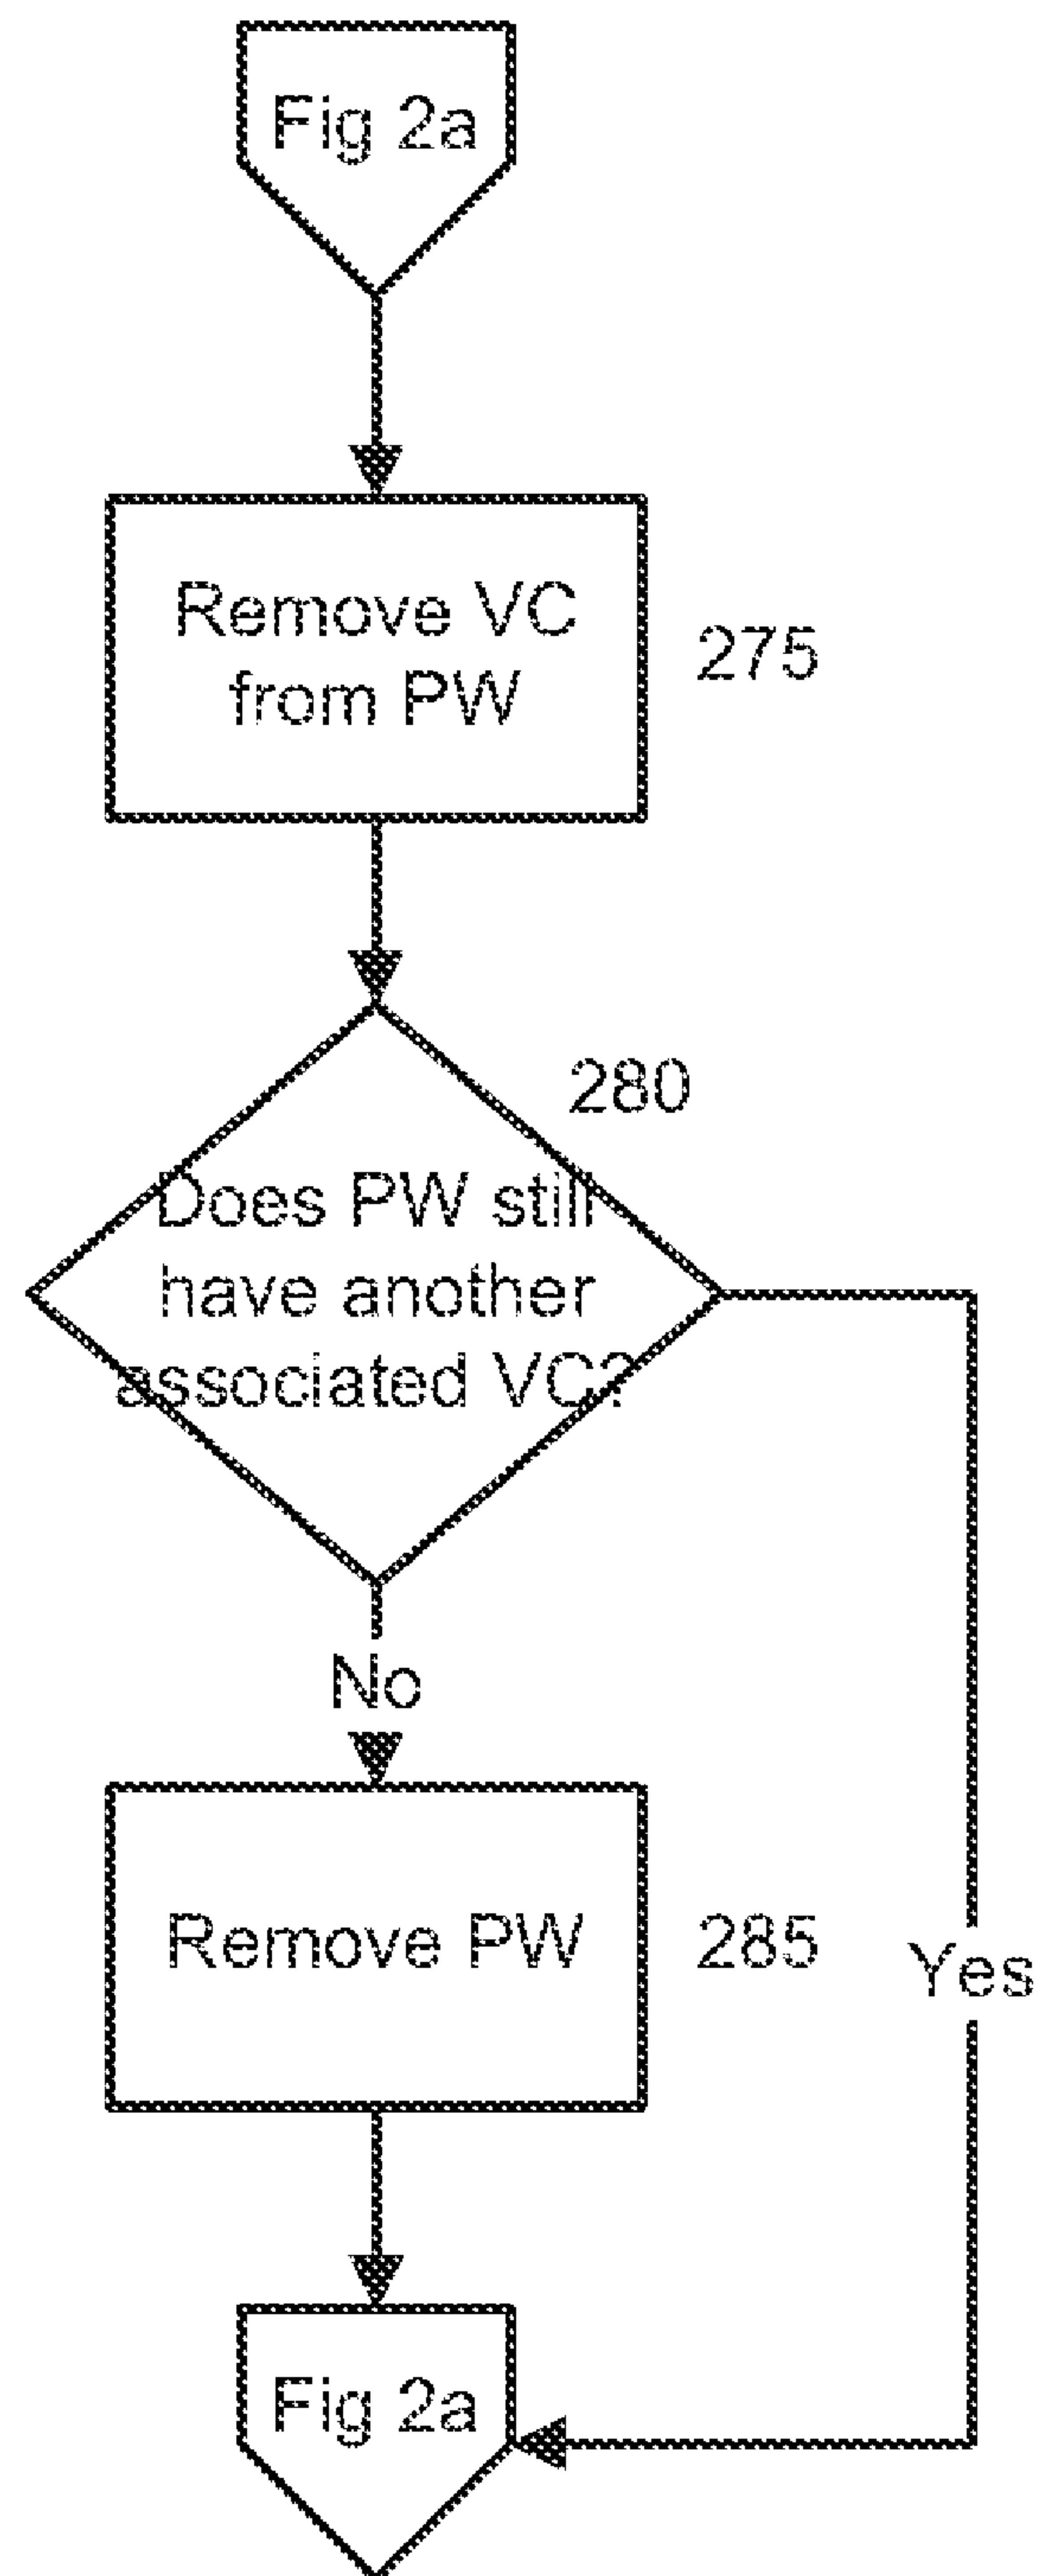 Fig 2a
Remove VC
from PW
275
280
Does PW still
have another
associated VC?
No
Remove PW
285
Yes
Fig 2a